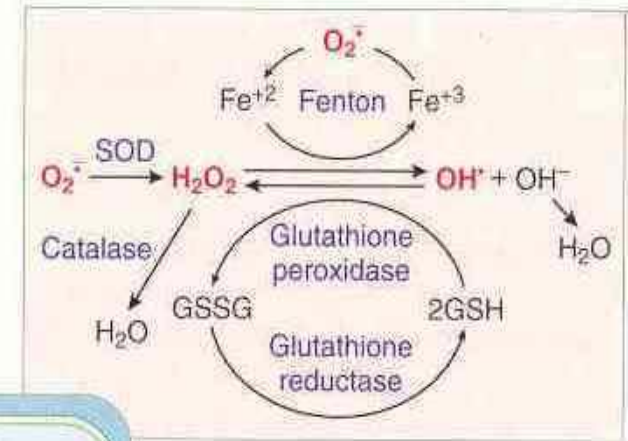 O₂⁻•
Fe⁺² Fenton Fe⁺³
SOD
O₂⁻• H₂O₂ OH• + OH⁻
Catalase
Glutathione
peroxidase
H₂O
GSSG 2GSH
H₂O
Glutathione
reductase